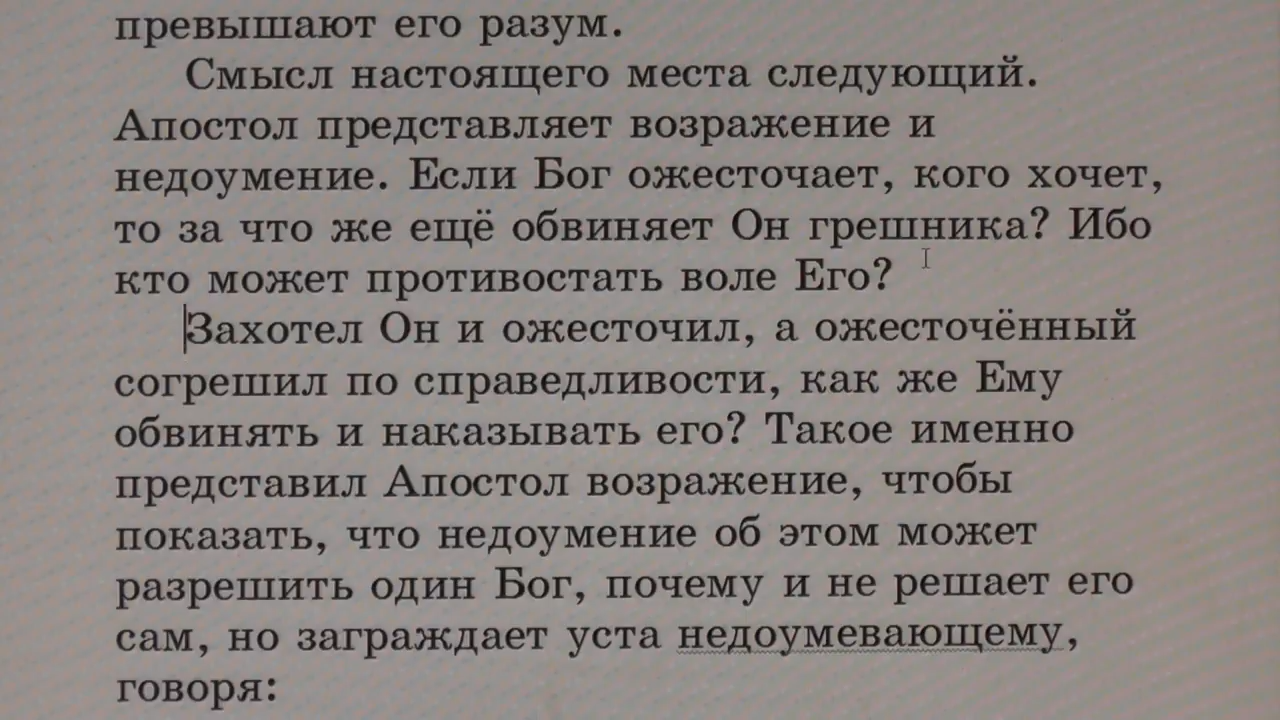 превышают его разум.
Смысл настоящего места следующий.
Апостол представляет возражение и
недоумение. Если Бог ожесточает, кого хочет,
то за что же ещё обвиняет Он грешника? Ибо
кто может противостать воле Его?
Захотел Он и ожесточил, а ожесточённый
согрешил по справедливости, как же Ему
обвинять и наказывать его? Такое именно
представил Апостол возражение, чтобы
показать, что недоумение об этом может
разрешить один Бог, почему и не решает его
сам, но заграждает уста недоумевающему,
говоря: